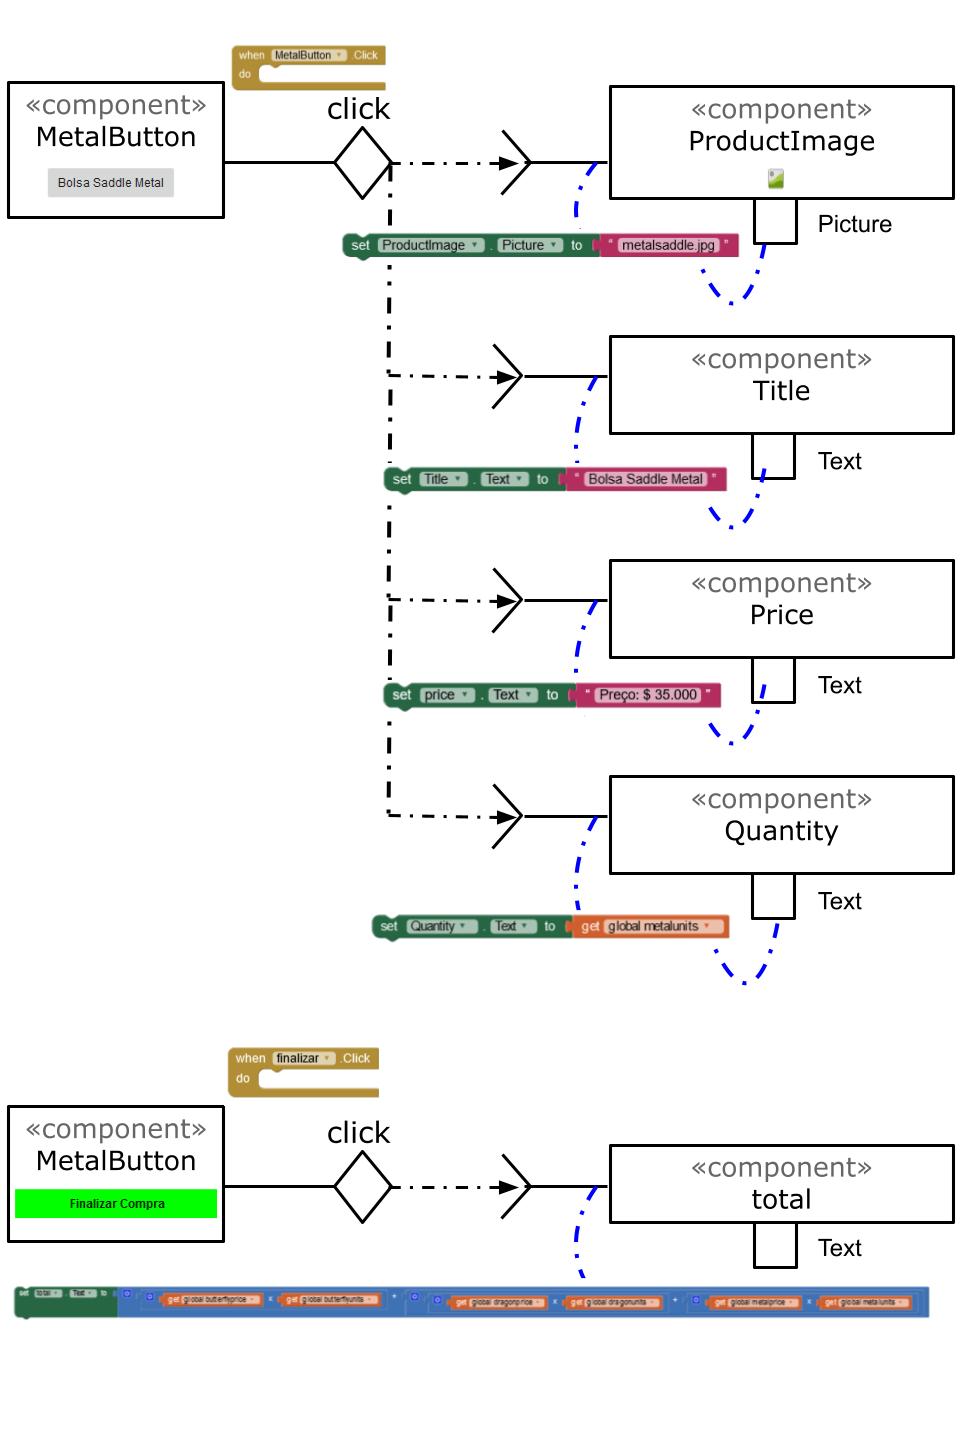 when MetalButton .Click
do
«component»
MetalButton
Bolsa Saddle Metal
click
«component»
ProductImage
Picture
set ProductImage . Picture to " metalsaddle.jpg "
«component»
Title
Text
set Title . Text to " Bolsa Saddle Metal "
«component»
Price
Text
set price . Text to " Preço: $ 35.000 "
«component»
Quantity
Text
set Quantity . Text to get global metalunits
when finalizar .Click
do
«component»
MetalButton
Finalizar Compra
click
«component»
total
Text
set total . Text to get global butterflyprice × get global butterflyunits + get global dragonprice × get global dragonunits + get global metalprice × get global metalunits